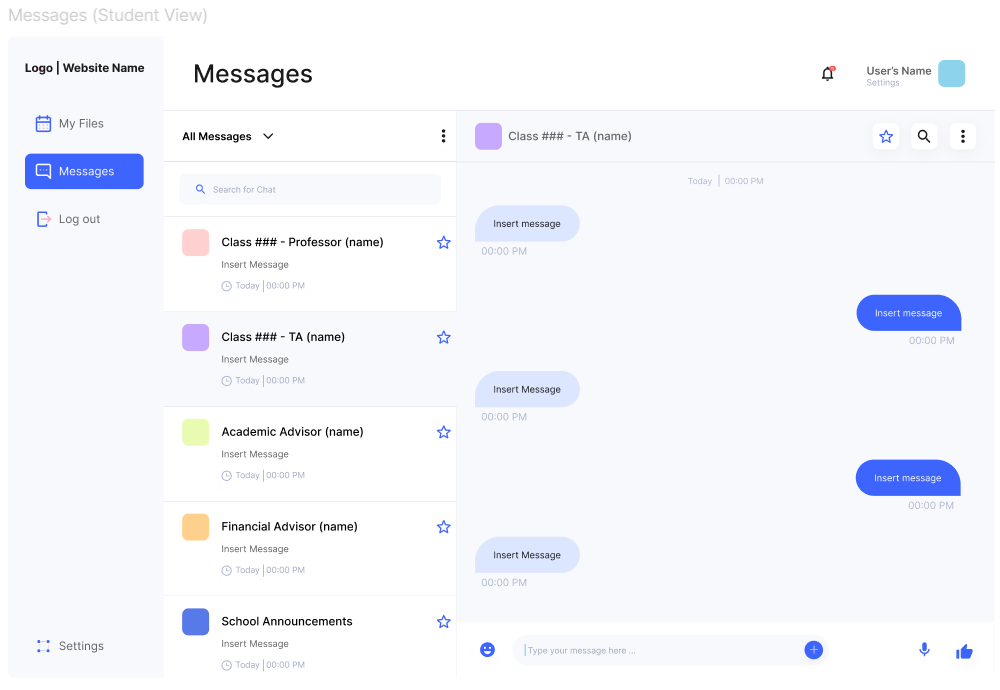 Messages (Student View)
Logo | Website Name
My Files
Messages
Log out
Settings
Messages
User's Name
Settings
All Messages
Search for Chat
Class ### - Professor (name)
Insert Message
Today | 00:00 PM
Class ### - TA (name)
Insert Message
Today | 00:00 PM
Academic Advisor (name)
Insert Message
Today | 00:00 PM
Financial Advisor (name)
Insert Message
Today | 00:00 PM
School Announcements
Insert Message
Today | 00:00 PM
Class ### - TA (name)
Today | 00:00 PM
Insert message
00:00 PM
Insert message
00:00 PM
Insert Message
00:00 PM
Insert message
00:00 PM
Insert Message
00:00 PM
Type your message here ...